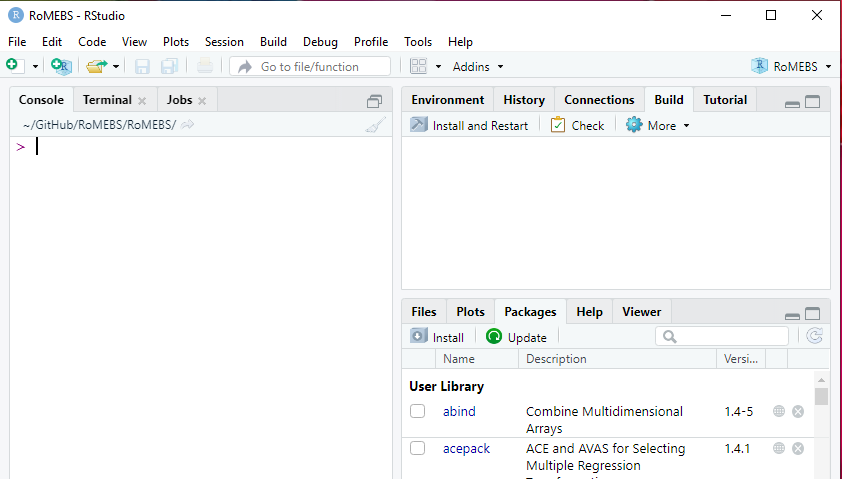 RoMEBS - RStudio
File Edit Code View Plots Session Build Debug Profile Tools Help
Go to file/function Addins RoMEBS
Console Terminal Jobs
~/GitHub/RoMEBS/RoMEBS/
>
Environment History Connections Build Tutorial
Install and Restart Check More
Files Plots Packages Help Viewer
Install Update
Name Description Versi...
User Library
abind Combine Multidimensional 1.4-5
Arrays
acepack ACE and AVAS for Selecting 1.4.1
Multiple Regression